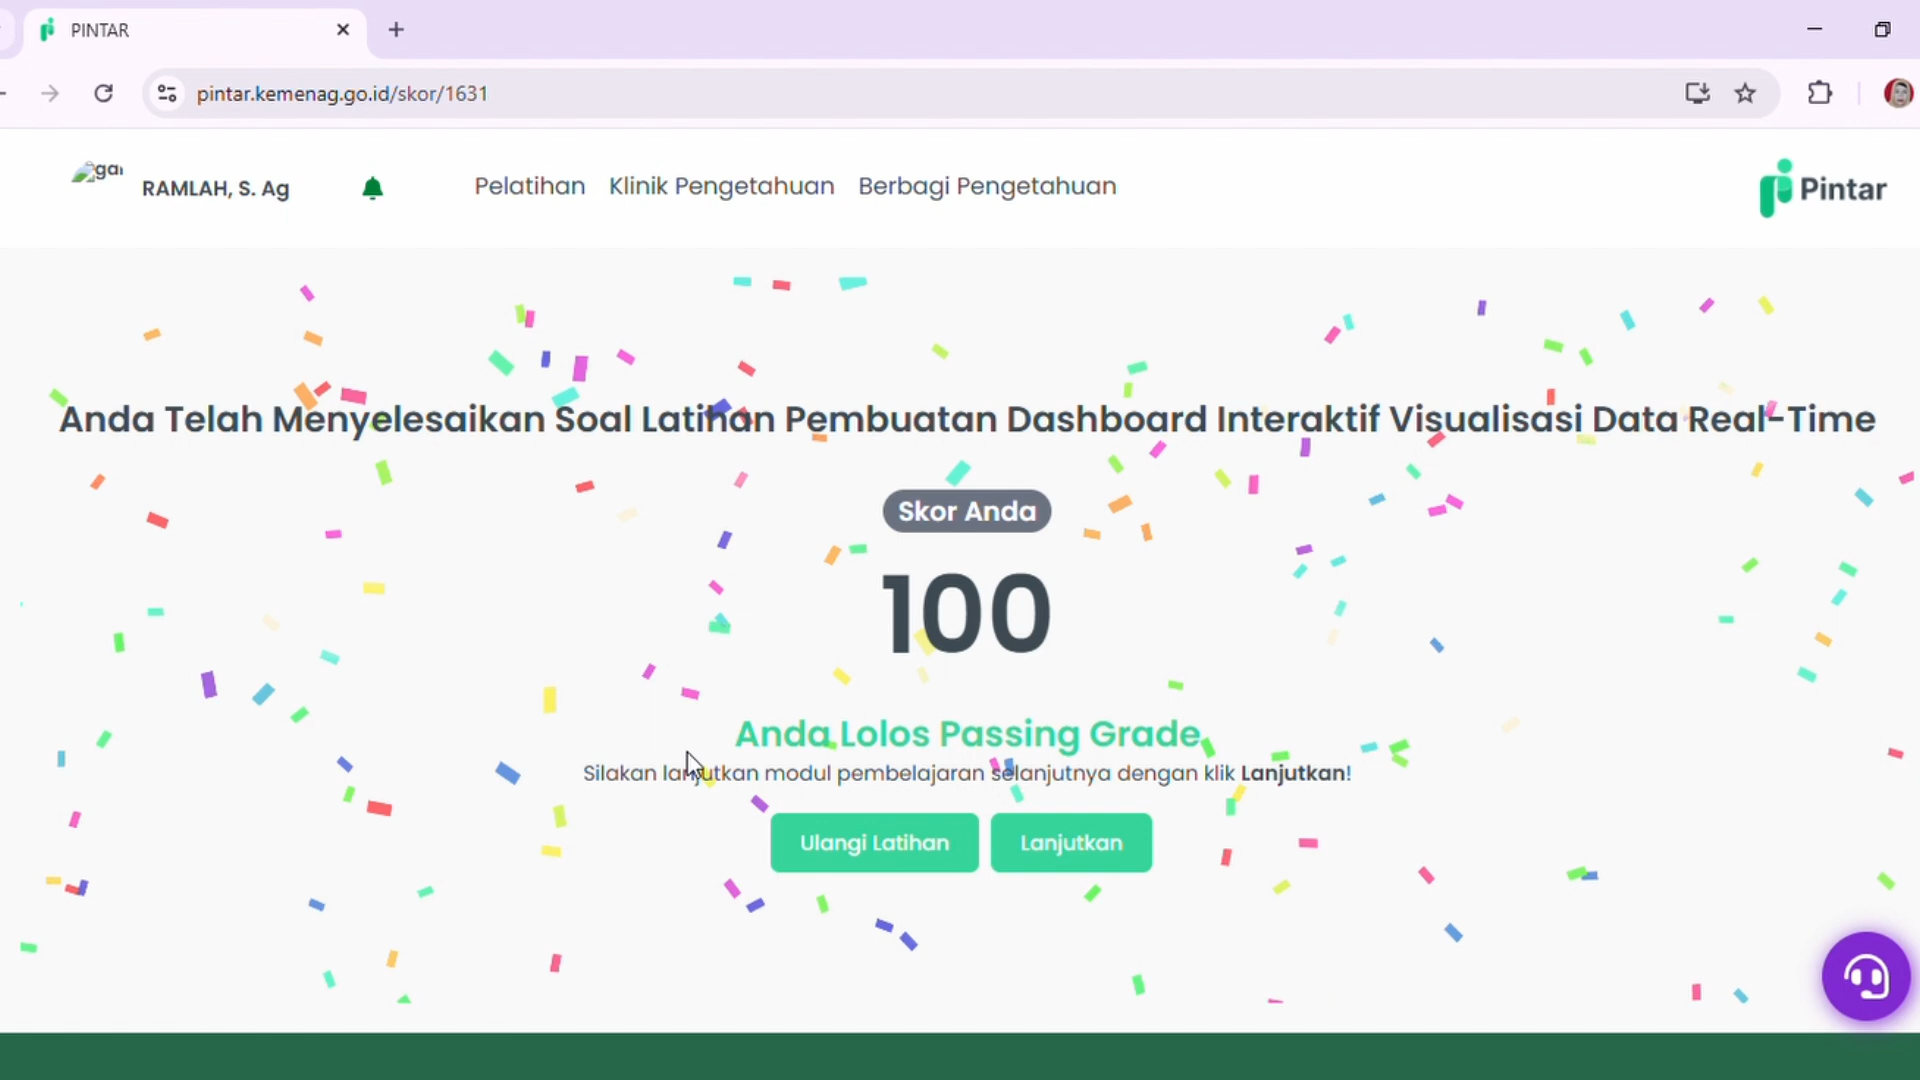 PINTAR
pintar.kemenag.go.id/skor/1631
RAMLAH, S. Ag
Pelatihan
Klinik Pengetahuan
Berbagi Pengetahuan
Pintar
Anda Telah Menyelesaikan Soal Latihan Pembuatan Dashboard Interaktif Visualisasi Data Real-Time
Skor Anda
100
Anda Lolos Passing Grade
Silakan lanjutkan modul pembelajaran selanjutnya dengan klik Lanjutkan!
Ulangi Latihan
Lanjutkan